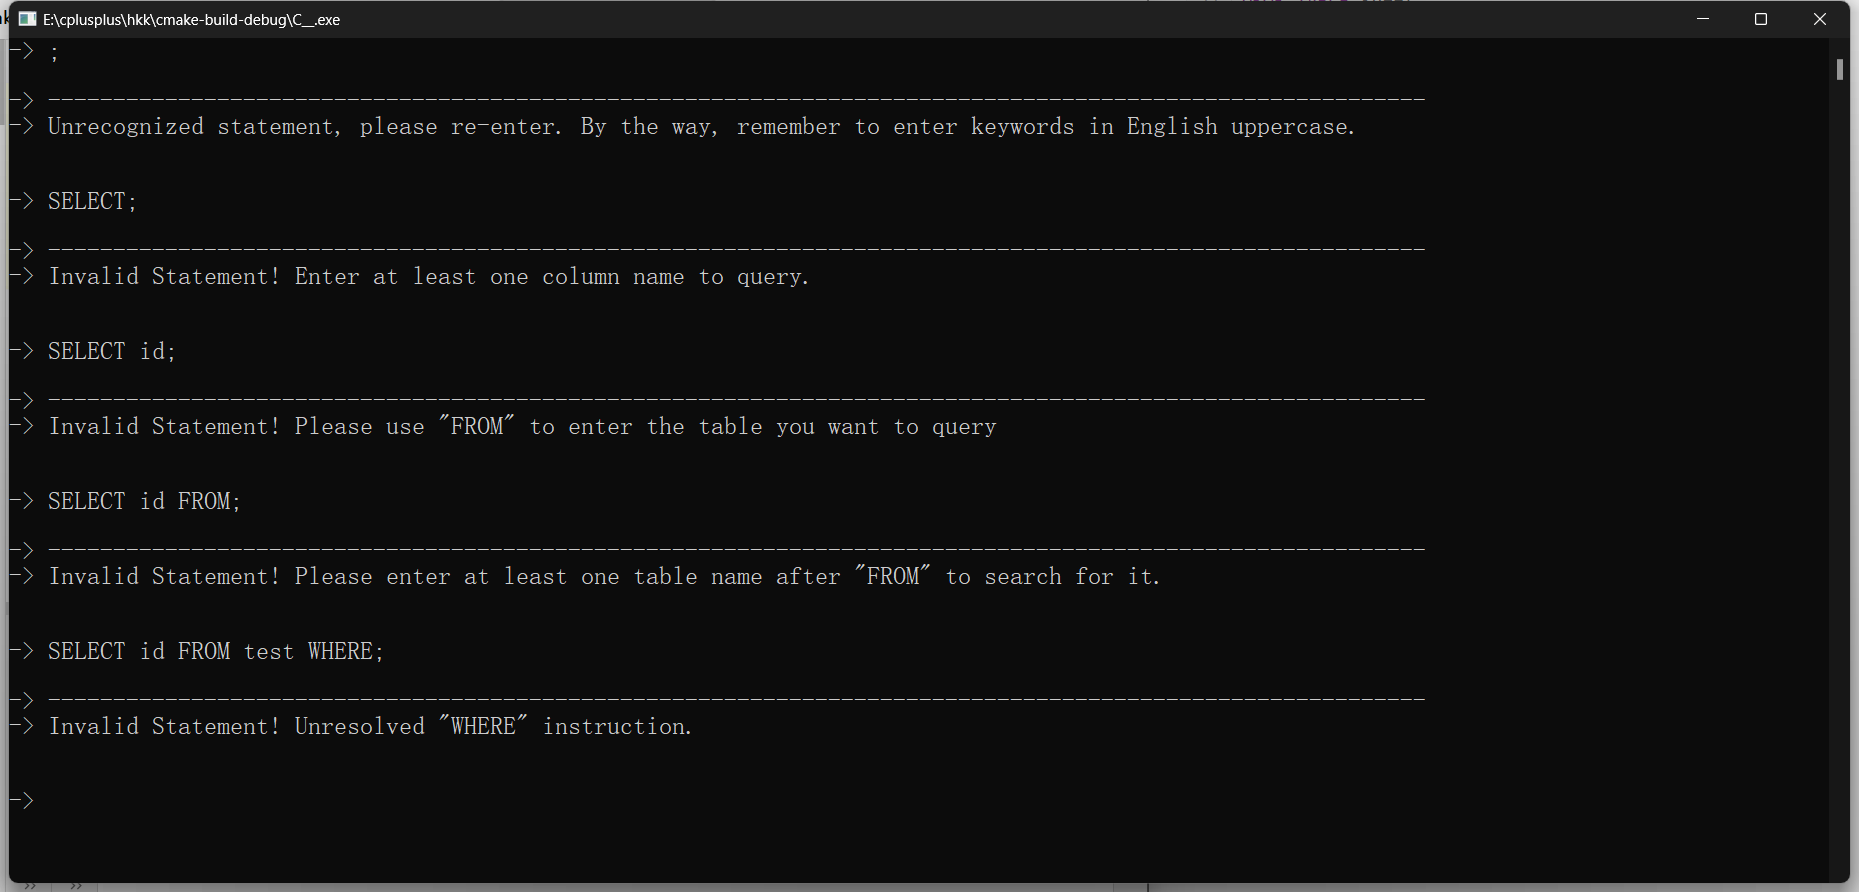 E:\cplusplus\hkk\cmake-build-debug\C__.exe
-> ;
-> ----------------------------------------------------------------------------------------------------------
-> Unrecognized statement, please re-enter. By the way, remember to enter keywords in English uppercase.
-> SELECT;
-> ----------------------------------------------------------------------------------------------------------
-> Invalid Statement! Enter at least one column name to query.
-> SELECT id;
-> ----------------------------------------------------------------------------------------------------------
-> Invalid Statement! Please use "FROM" to enter the table you want to query
-> SELECT id FROM;
-> ----------------------------------------------------------------------------------------------------------
-> Invalid Statement! Please enter at least one table name after "FROM" to search for it.
-> SELECT id FROM test WHERE;
-> ----------------------------------------------------------------------------------------------------------
-> Invalid Statement! Unresolved "WHERE" instruction.
->